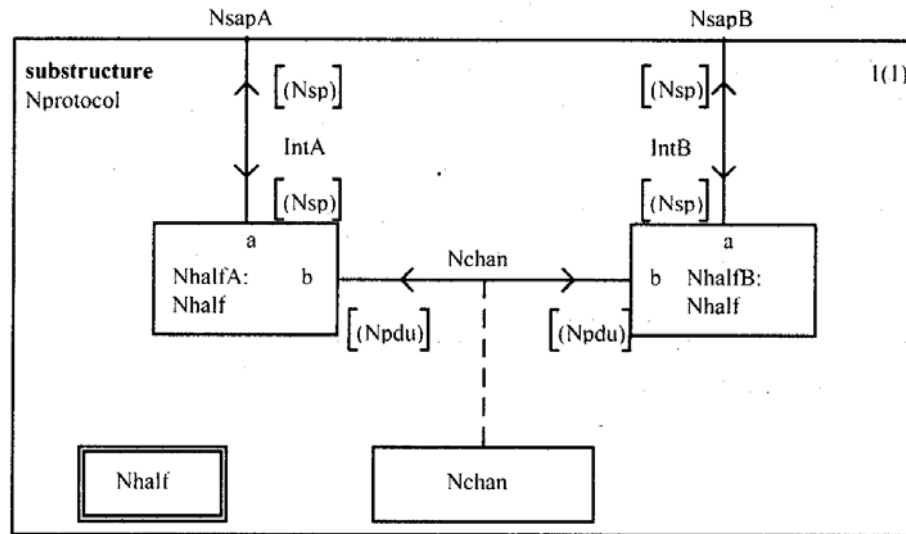 NsapA
NsapB
substructure
Nprotocol
1(1)
[(Nsp)]
[(Nsp)]
IntA
IntB
[(Nsp)]
[(Nsp)]
a
a
NhalfA:
Nhalf
b
Nchan
b
NhalfB:
Nhalf
[(Npdu)]
[(Npdu)]
Nhalf
Nchan